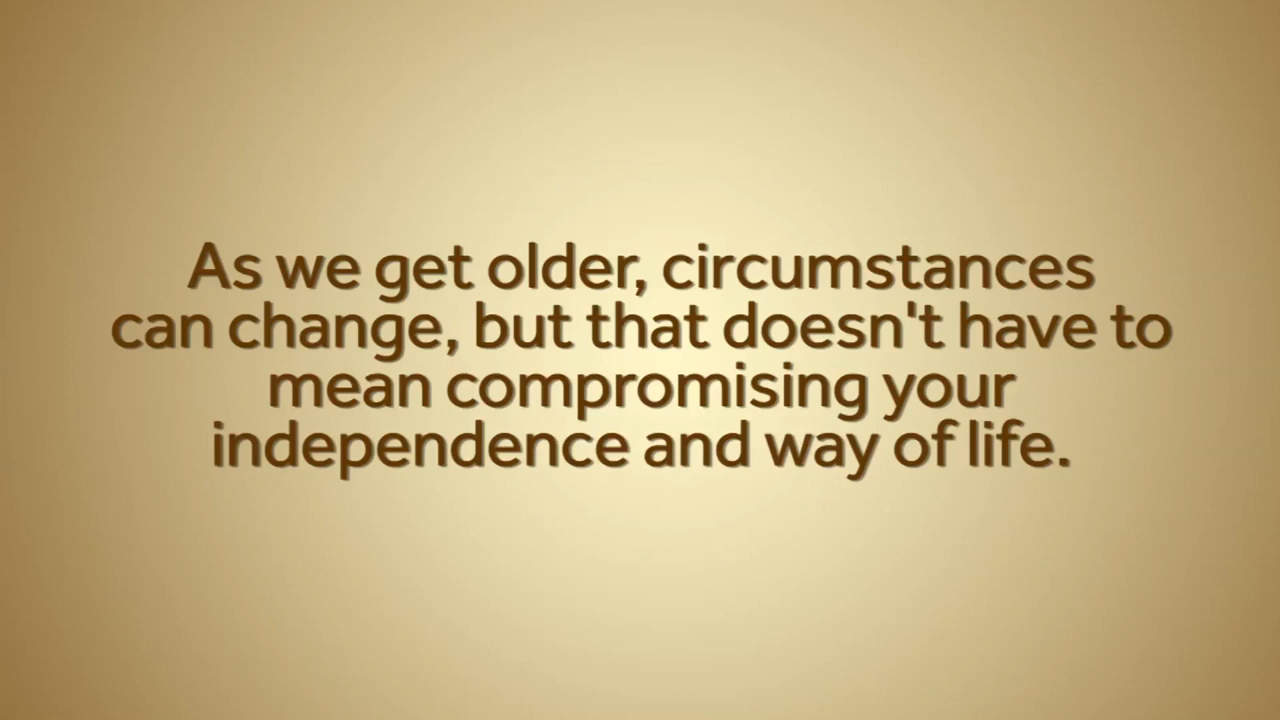 As we get older, circumstances
can change, but that doesn't have to
mean compromising your
independence and way of life.